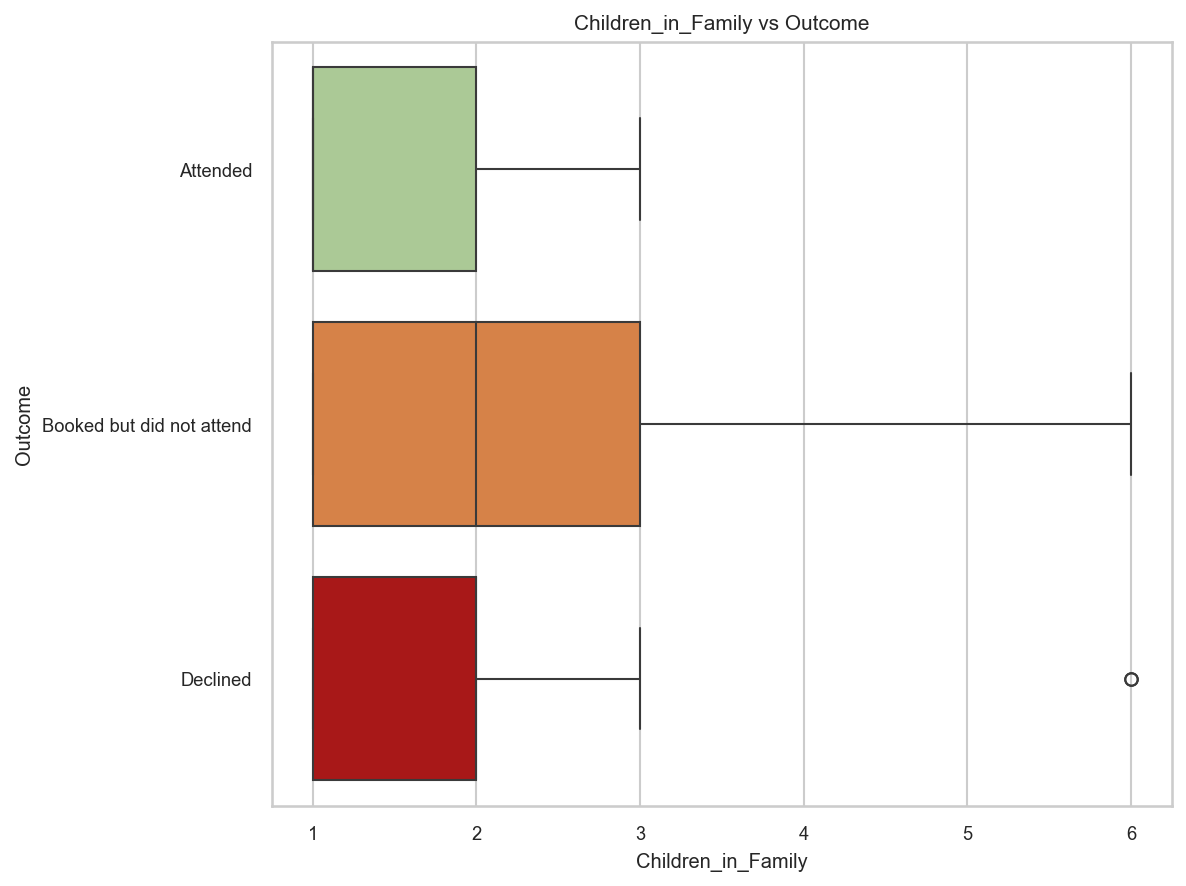 Children_in_Family vs Outcome
Outcome
Attended
Booked but did not attend
Declined
1 2 3 4 5 6
Children_in_Family